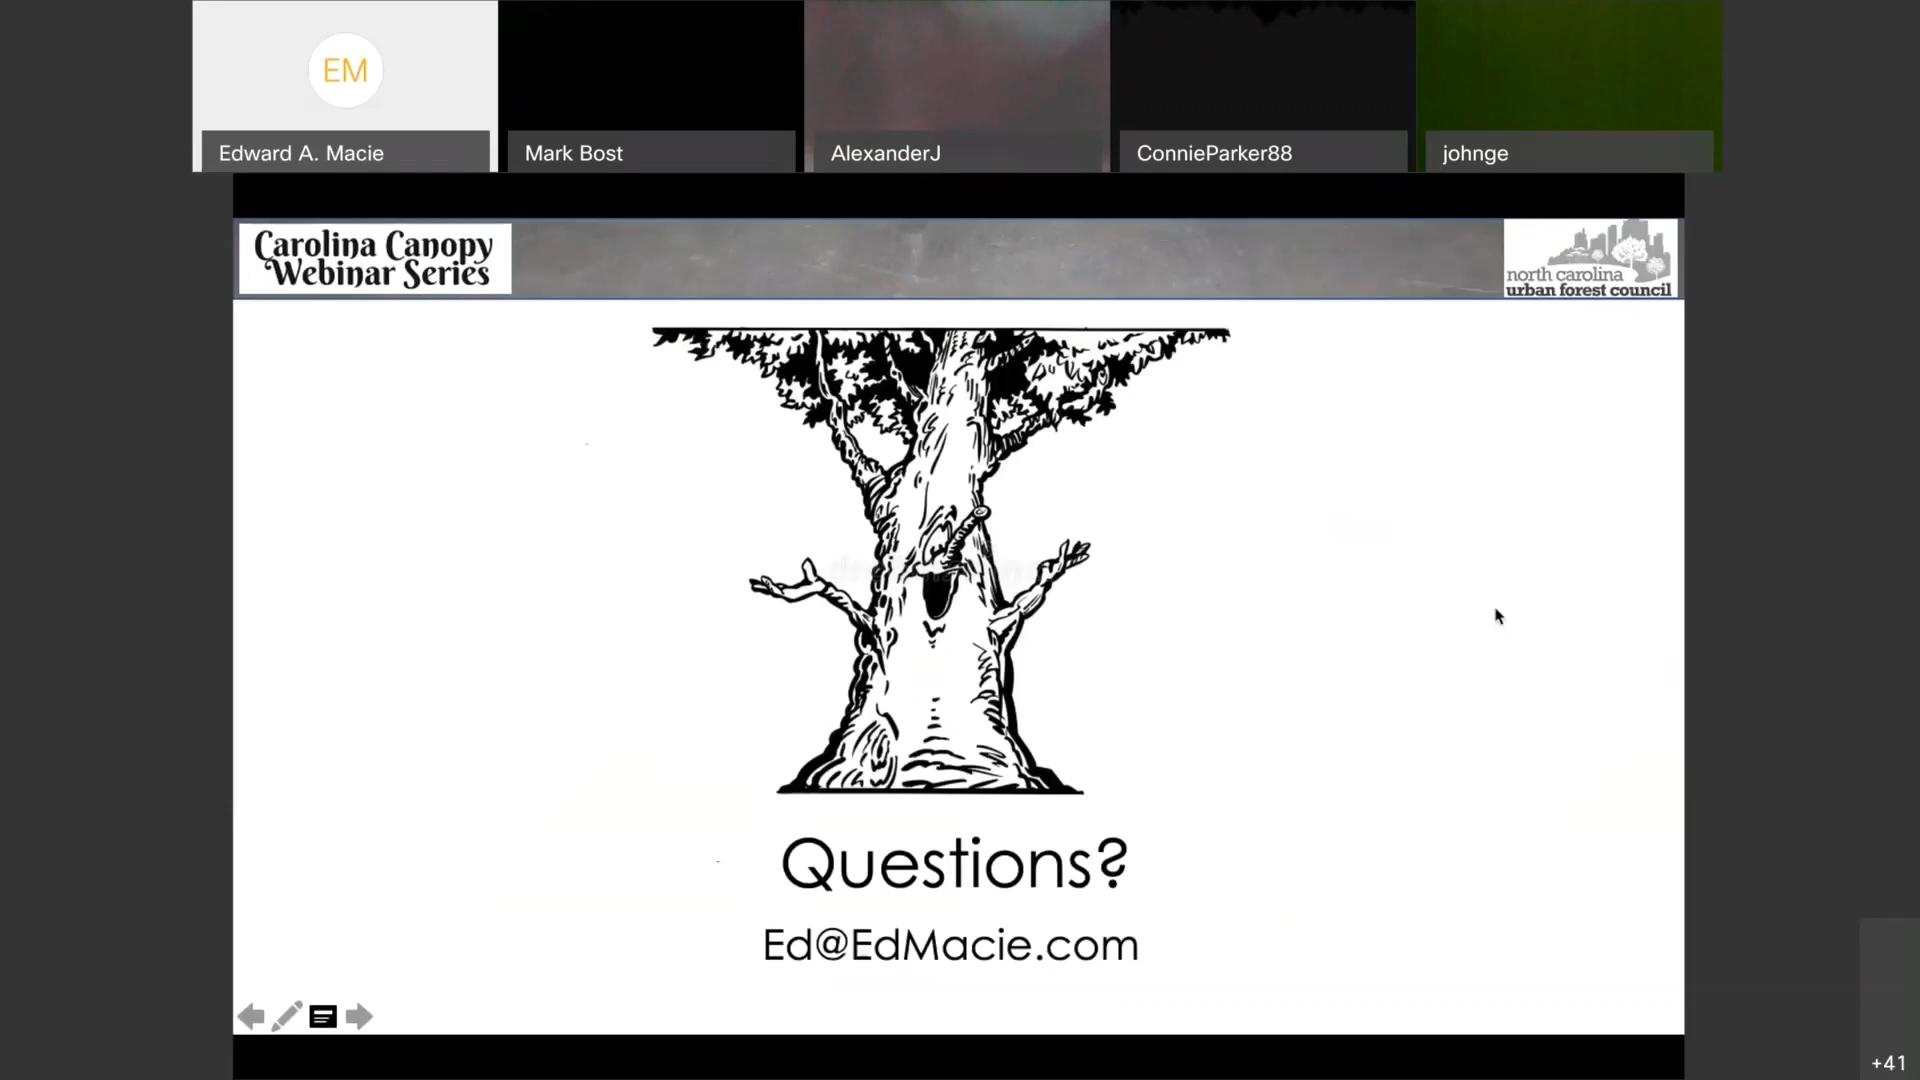 EM
Edward A. Macie
Mark Bost
AlexanderJ
ConnieParker88
johnge
Carolina Canopy
Webinar Series
north carolina
urban forest council
Questions?
Ed@EdMacie.com
+41